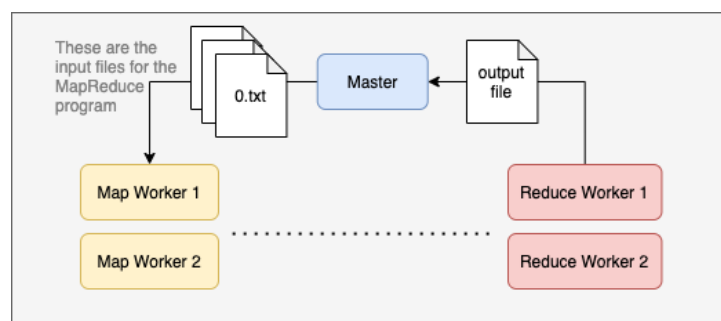 These are the
input files for the
MapReduce
program
0.txt
Master
output
file
Map Worker 1
Reduce Worker 1
Map Worker 2
Reduce Worker 2